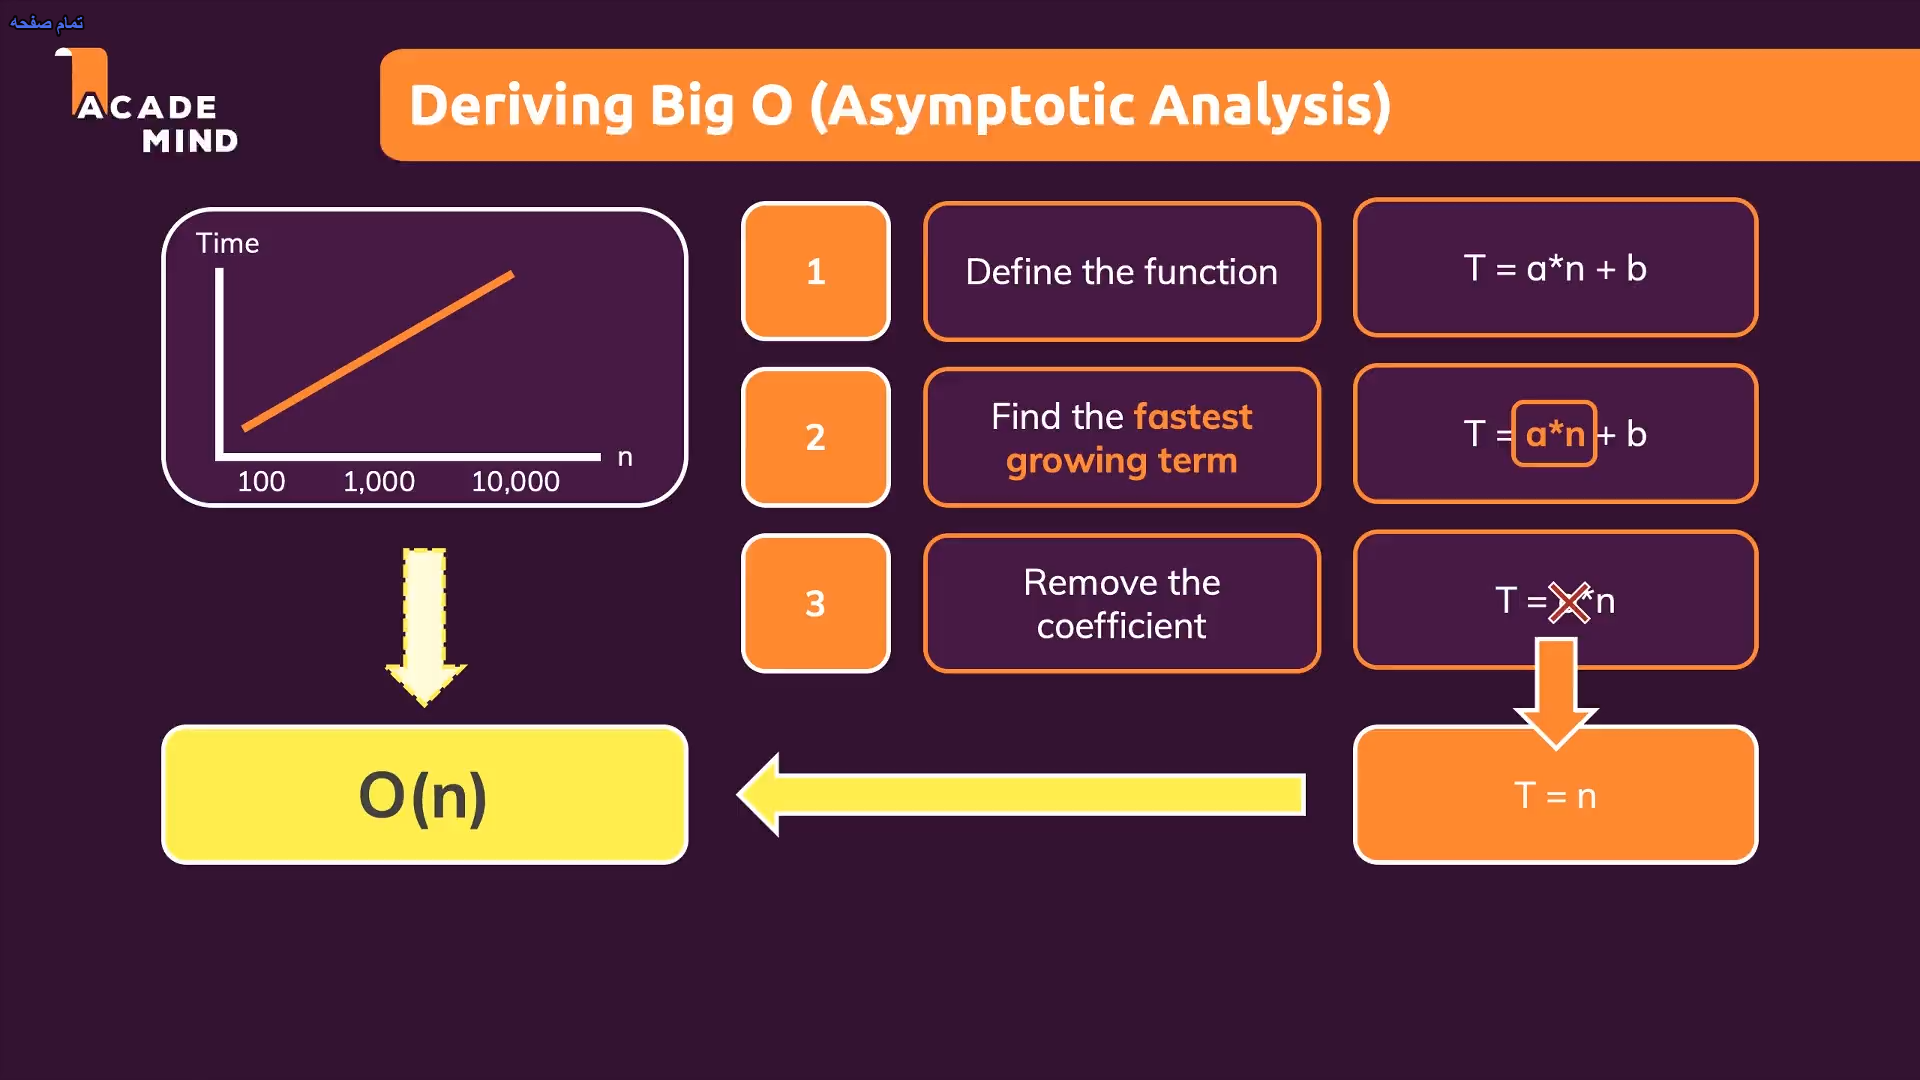 تمام صفحه
ACADE
MIND
Deriving Big O (Asymptotic Analysis)
Time
n
100 1,000 10,000
1
Define the function
T = a*n + b
2
Find the fastest
growing term
T = a*n + b
3
Remove the
coefficient
T = *n
T = n
O(n)